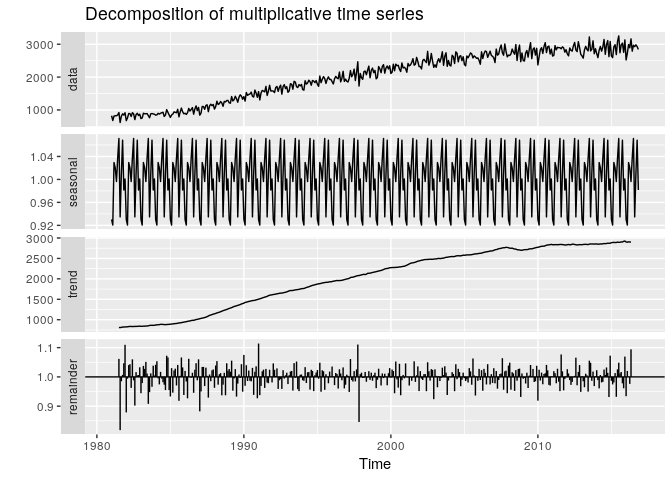 Decomposition of multiplicative time series
3000
2000
1000
data
1.04
1.00
0.96
0.92
seasonal
3000
2500
2000
1500
1000
trend
1.1
1.0
0.9
remainder
1980 1990 2000 2010
Time